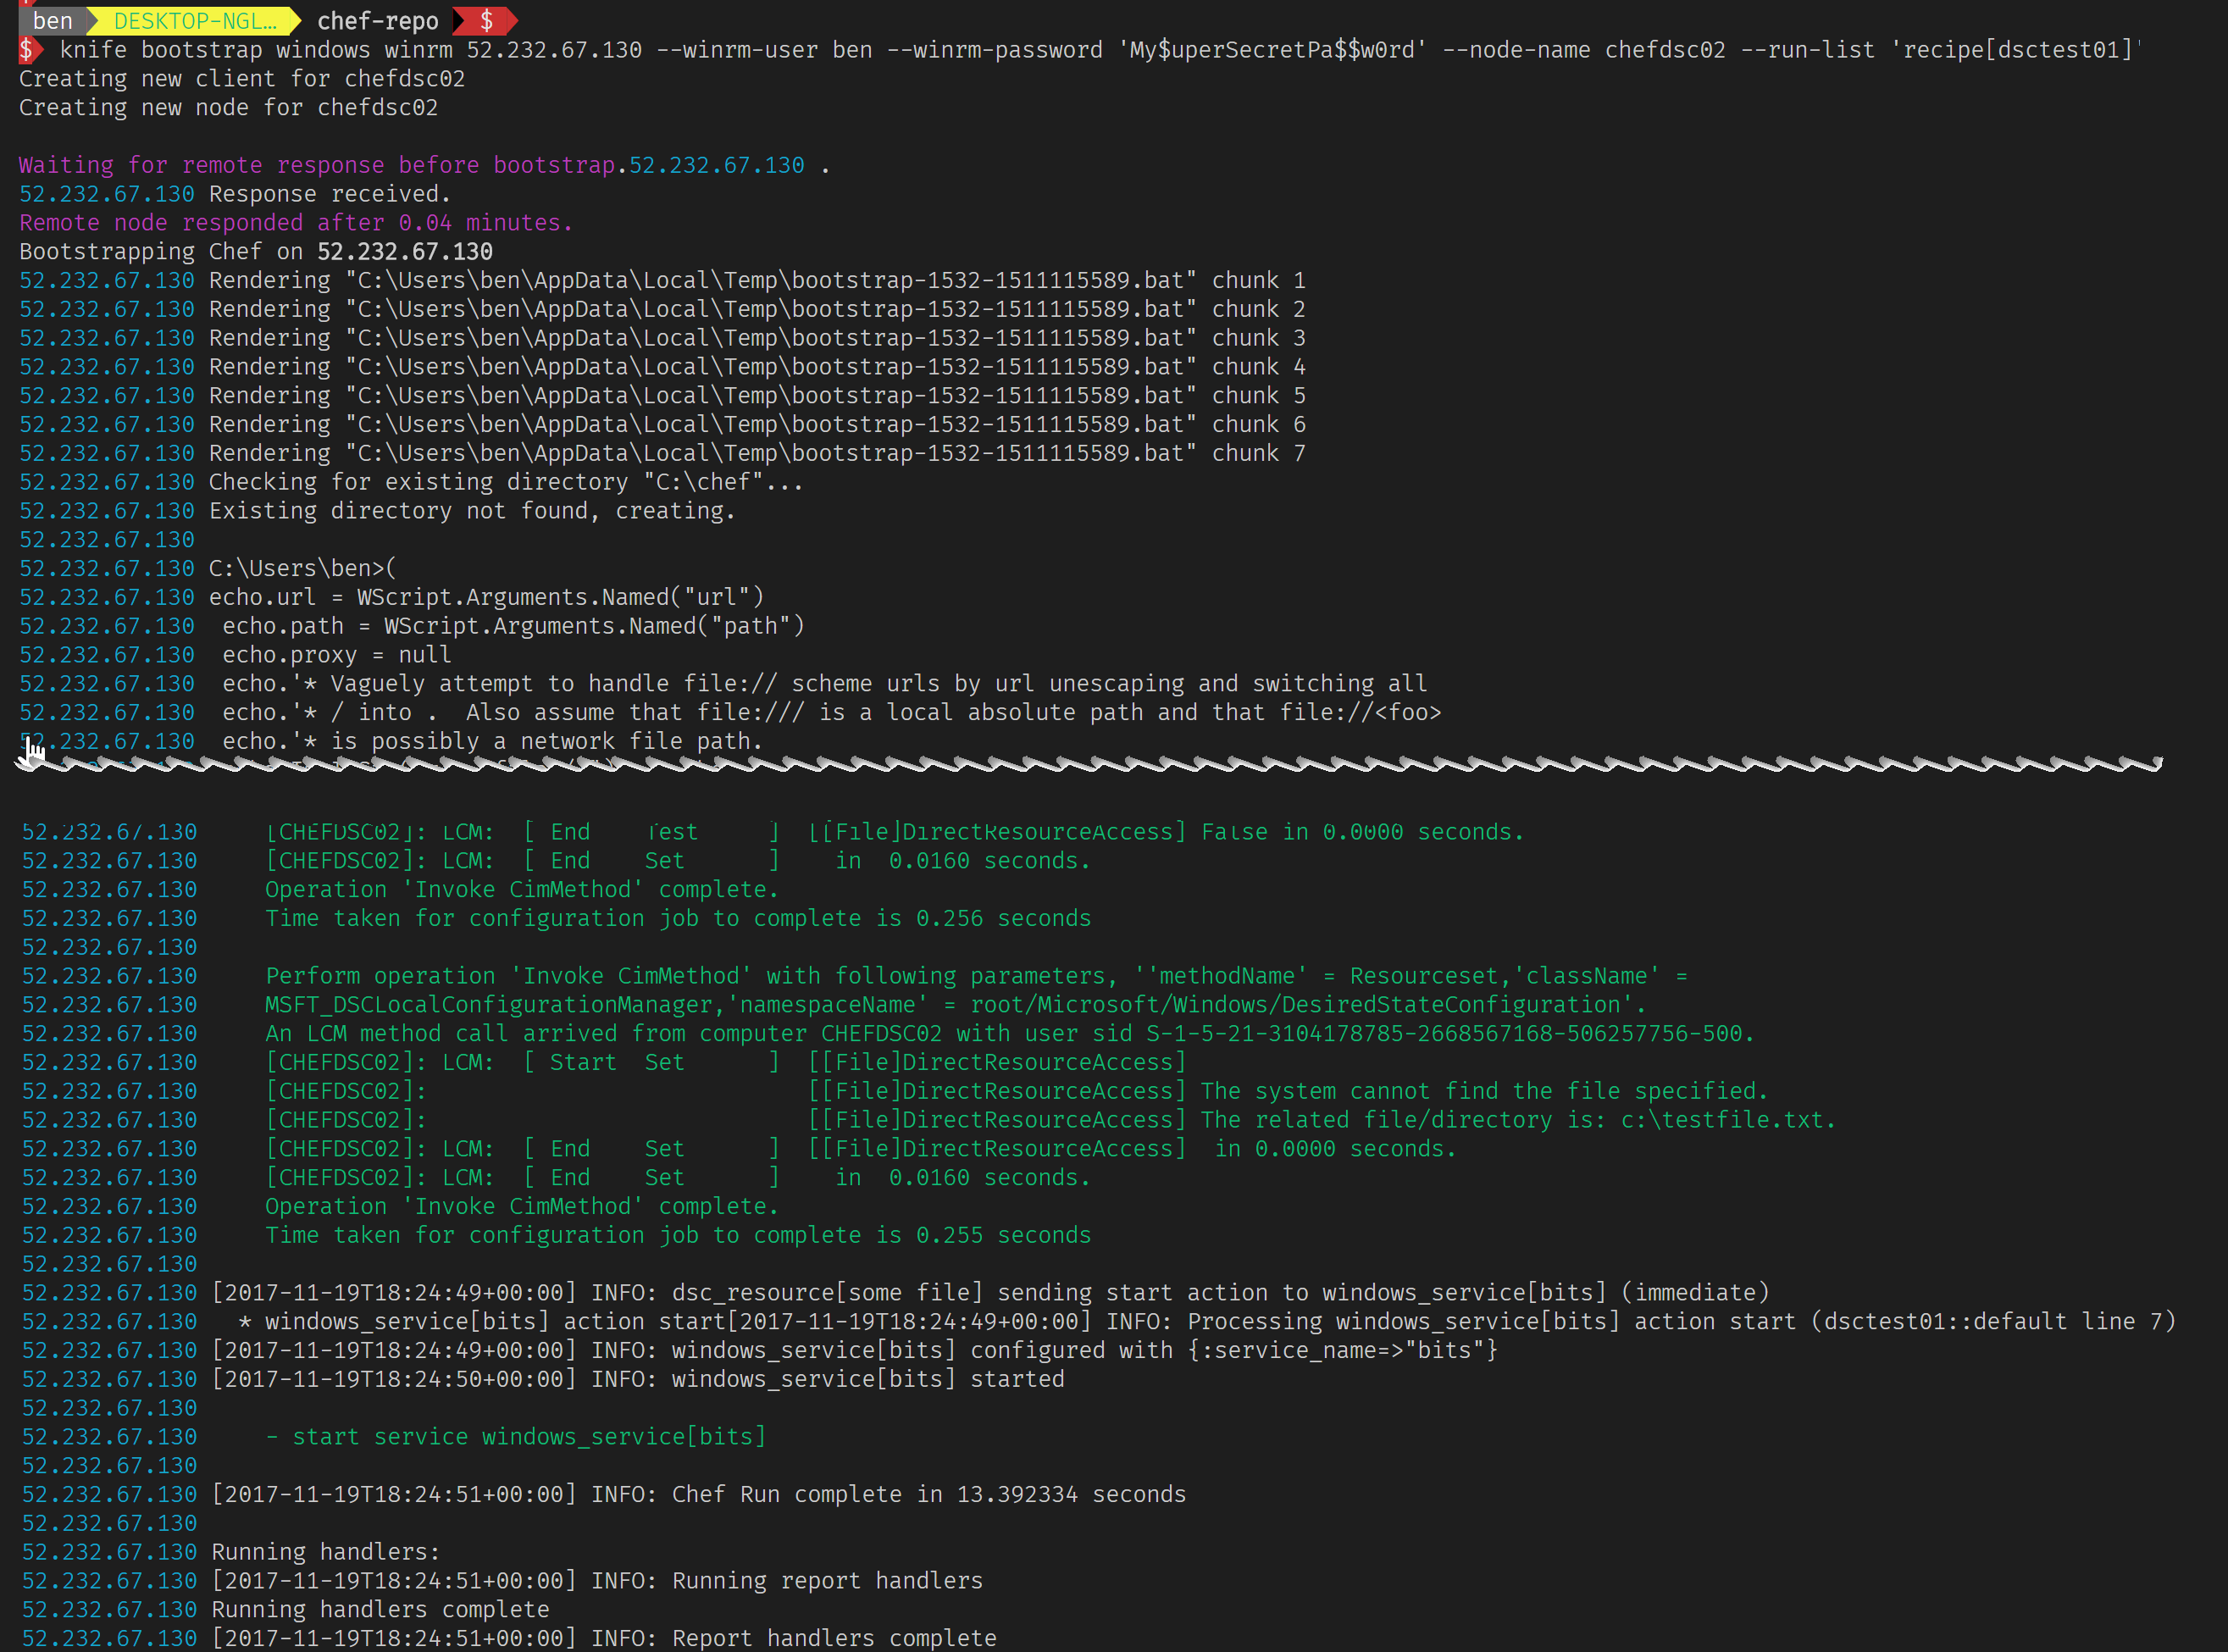 ben DESKTOP-NGL… chef-repo $
$ knife bootstrap windows winrm 52.232.67.130 --winrm-user ben --winrm-password 'My$uperSecretPa$$w0rd' --node-name chefdsc02 --run-list 'recipe[dsctest01]'
Creating new client for chefdsc02
Creating new node for chefdsc02
Waiting for remote response before bootstrap.52.232.67.130 .
52.232.67.130 Response received.
Remote node responded after 0.04 minutes.
Bootstrapping Chef on 52.232.67.130
52.232.67.130 Rendering "C:\Users\ben\AppData\Local\Temp\bootstrap-1532-1511115589.bat" chunk 1
52.232.67.130 Rendering "C:\Users\ben\AppData\Local\Temp\bootstrap-1532-1511115589.bat" chunk 2
52.232.67.130 Rendering "C:\Users\ben\AppData\Local\Temp\bootstrap-1532-1511115589.bat" chunk 3
52.232.67.130 Rendering "C:\Users\ben\AppData\Local\Temp\bootstrap-1532-1511115589.bat" chunk 4
52.232.67.130 Rendering "C:\Users\ben\AppData\Local\Temp\bootstrap-1532-1511115589.bat" chunk 5
52.232.67.130 Rendering "C:\Users\ben\AppData\Local\Temp\bootstrap-1532-1511115589.bat" chunk 6
52.232.67.130 Rendering "C:\Users\ben\AppData\Local\Temp\bootstrap-1532-1511115589.bat" chunk 7
52.232.67.130 Checking for existing directory "C:\chef"...
52.232.67.130 Existing directory not found, creating.
52.232.67.130
52.232.67.130 C:\Users\ben>(
52.232.67.130 echo.url = WScript.Arguments.Named("url")
52.232.67.130  echo.path = WScript.Arguments.Named("path")
52.232.67.130  echo.proxy = null
52.232.67.130  echo.'* Vaguely attempt to handle file:// scheme urls by url unescaping and switching all
52.232.67.130  echo.'* / into .  Also assume that file:/// is a local absolute path and that file://<foo>
52.232.67.130  echo.'* is possibly a network file path.
52.232.67.130     [CHEFDSC02]: LCM:  [ End    Test      ]  [[File]DirectResourceAccess] False in 0.0000 seconds.
52.232.67.130     [CHEFDSC02]: LCM:  [ End    Set       ]    in  0.0160 seconds.
52.232.67.130     Operation 'Invoke CimMethod' complete.
52.232.67.130     Time taken for configuration job to complete is 0.256 seconds
52.232.67.130
52.232.67.130     Perform operation 'Invoke CimMethod' with following parameters, ''methodName' = Resourceset,'className' =
52.232.67.130     MSFT_DSCLocalConfigurationManager,'namespaceName' = root/Microsoft/Windows/DesiredStateConfiguration'.
52.232.67.130     An LCM method call arrived from computer CHEFDSC02 with user sid S-1-5-21-3104178785-2668567168-506257756-500.
52.232.67.130     [CHEFDSC02]: LCM:  [ Start  Set       ]  [[File]DirectResourceAccess]
52.232.67.130     [CHEFDSC02]:                            [[File]DirectResourceAccess] The system cannot find the file specified.
52.232.67.130     [CHEFDSC02]:                            [[File]DirectResourceAccess] The related file/directory is: c:\testfile.txt.
52.232.67.130     [CHEFDSC02]: LCM:  [ End    Set       ]  [[File]DirectResourceAccess]  in 0.0000 seconds.
52.232.67.130     [CHEFDSC02]: LCM:  [ End    Set       ]    in  0.0160 seconds.
52.232.67.130     Operation 'Invoke CimMethod' complete.
52.232.67.130     Time taken for configuration job to complete is 0.255 seconds
52.232.67.130
52.232.67.130 [2017-11-19T18:24:49+00:00] INFO: dsc_resource[some file] sending start action to windows_service[bits] (immediate)
52.232.67.130   * windows_service[bits] action start[2017-11-19T18:24:49+00:00] INFO: Processing windows_service[bits] action start (dsctest01::default line 7)
52.232.67.130 [2017-11-19T18:24:49+00:00] INFO: windows_service[bits] configured with {:service_name=>"bits"}
52.232.67.130 [2017-11-19T18:24:50+00:00] INFO: windows_service[bits] started
52.232.67.130
52.232.67.130     - start service windows_service[bits]
52.232.67.130
52.232.67.130 [2017-11-19T18:24:51+00:00] INFO: Chef Run complete in 13.392334 seconds
52.232.67.130
52.232.67.130 Running handlers:
52.232.67.130 [2017-11-19T18:24:51+00:00] INFO: Running report handlers
52.232.67.130 Running handlers complete
52.232.67.130 [2017-11-19T18:24:51+00:00] INFO: Report handlers complete